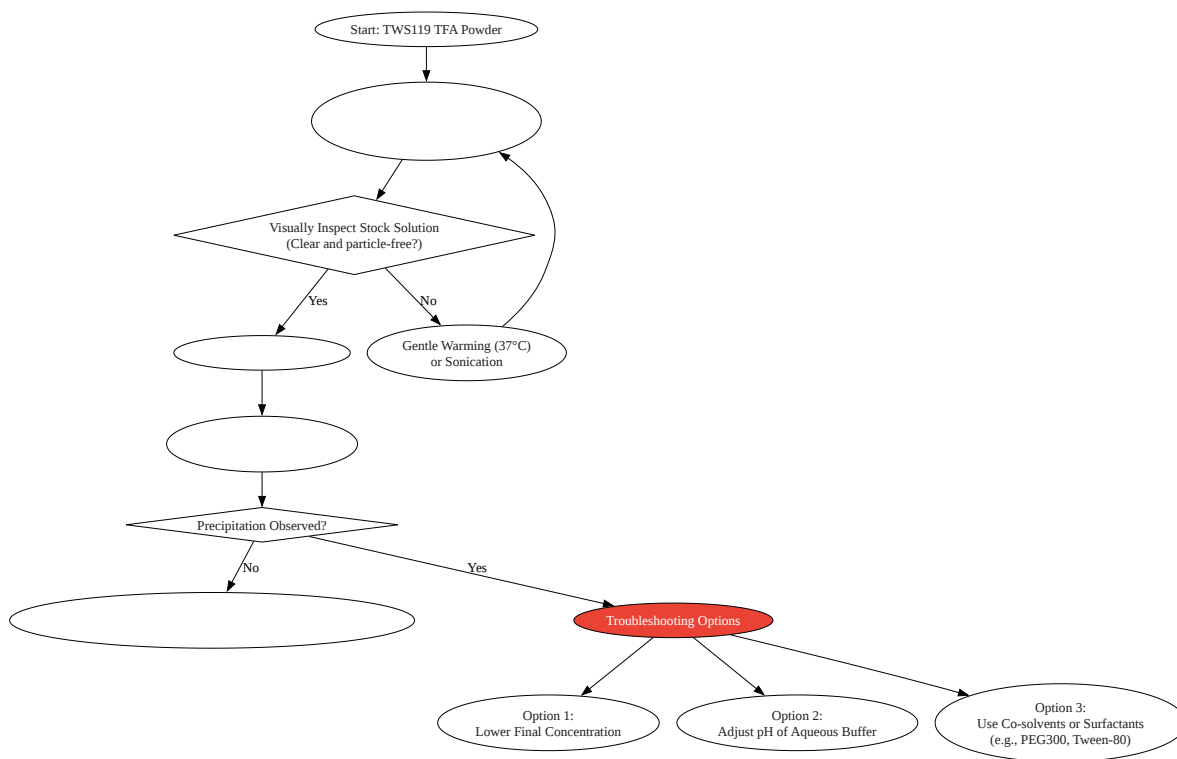 Start: TWS119 TFA Powder
Visually Inspect Stock Solution
(Clear and particle-free?)
Yes
No
Gentle Warming (37°C)
or Sonication
Precipitation Observed?
No
Yes
Troubleshooting Options
Option 1:
Lower Final Concentration
Option 2:
Adjust pH of Aqueous Buffer
Option 3:
Use Co-solvents or Surfactants
(e.g., PEG300, Tween-80)